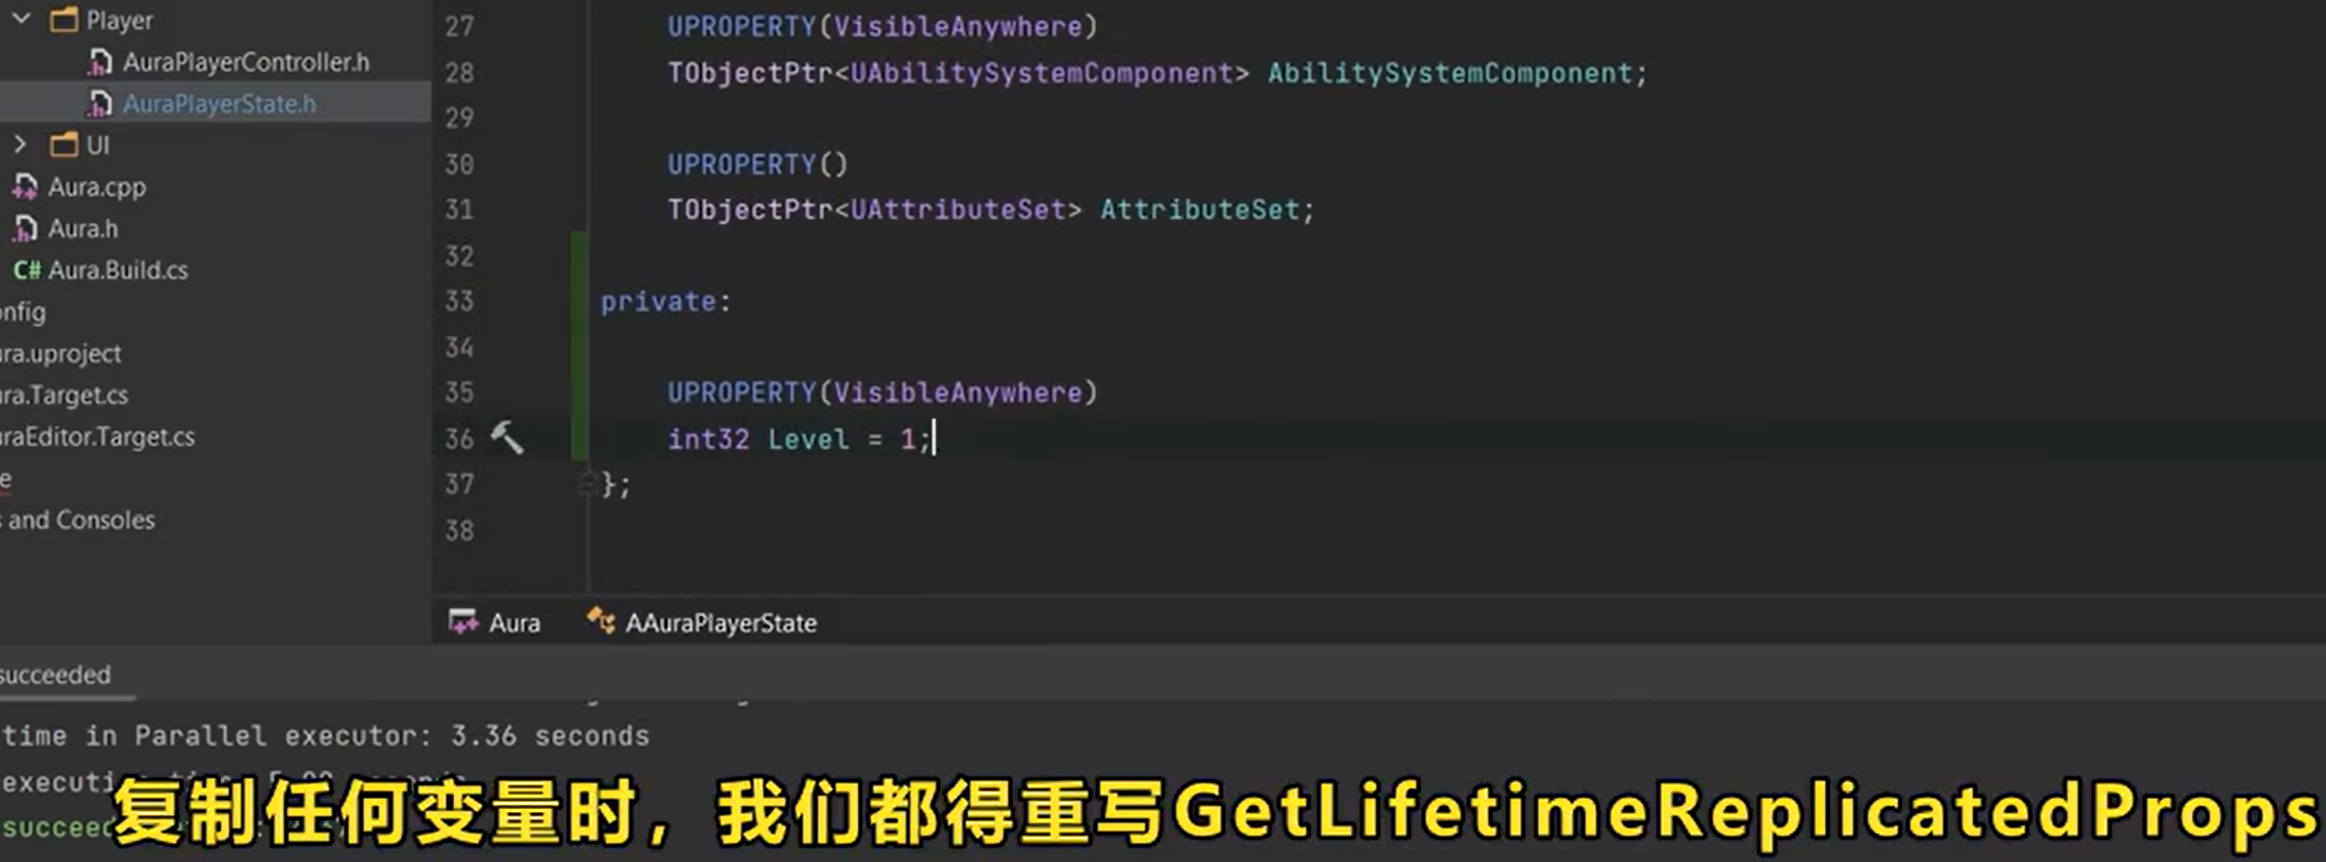 Player
AuraPlayerController.h
AuraPlayerState.h
UI
Aura.cpp
Aura.h
C# Aura.Build.cs
onfig
ra.uproject
ra.Target.cs
raEditor.Target.cs
e
and Consoles
27 UPROPERTY(VisibleAnywhere)
28 TObjectPtr<UAbilitySystemComponent> AbilitySystemComponent;
29
30 UPROPERTY()
31 TObjectPtr<UAttributeSet> AttributeSet;
32
33 private:
34
35 UPROPERTY(VisibleAnywhere)
36 int32 Level = 1;
37 };
38
Aura AAuraPlayerState
succeeded
time in Parallel executor: 3.36 seconds
executi
succeed
复制任何变量时，我们都得重写GetLifetimeReplicatedProps